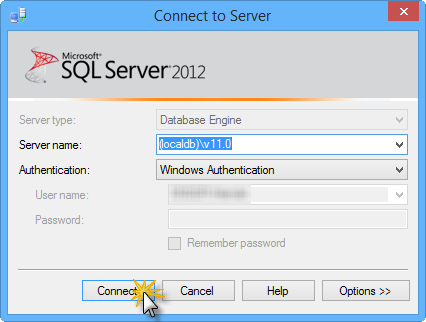 Connect to Server
Microsoft
SQL Server 2012
Server type: Database Engine
Server name: (localdb)\v11.0
Authentication: Windows Authentication
User name:
Password:
Remember password
Connect Cancel Help Options >>